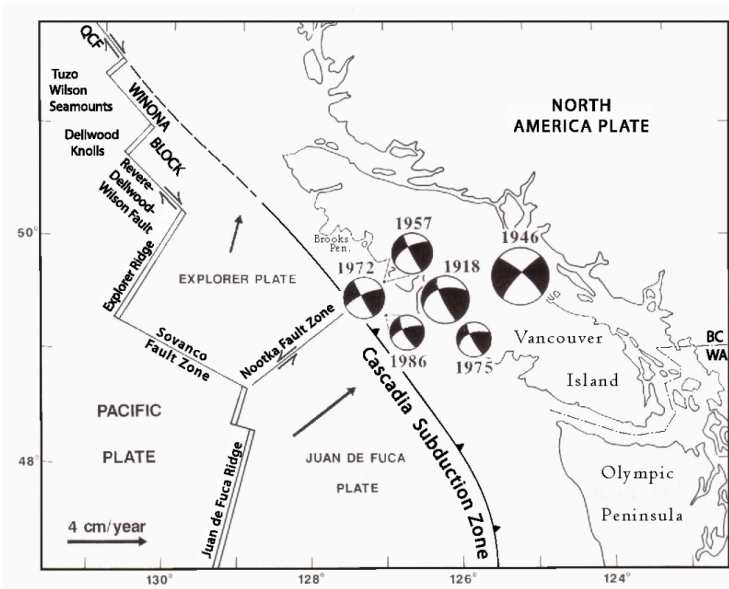 QCF
Tuzo
Wilson
Seamounts
WINONA
BLOCK
Dellwood
Knolls
Revere-
Dellwood-
Wilson Fault
NORTH
AMERICA PLATE
50°
Brooks
Pen.
1957
1946
1972
1918
Explorer Ridge
EXPLORER PLATE
Sovanco
Fault Zone
Nootka Fault Zone
1986
1975
Vancouver
Island
BC
WA
PACIFIC
PLATE
Cascadia Subduction Zone
JUAN DE FUCA
PLATE
48°
Juan de Fuca Ridge
Olympic
Peninsula
4 cm/year
130°
128°
126°
124°